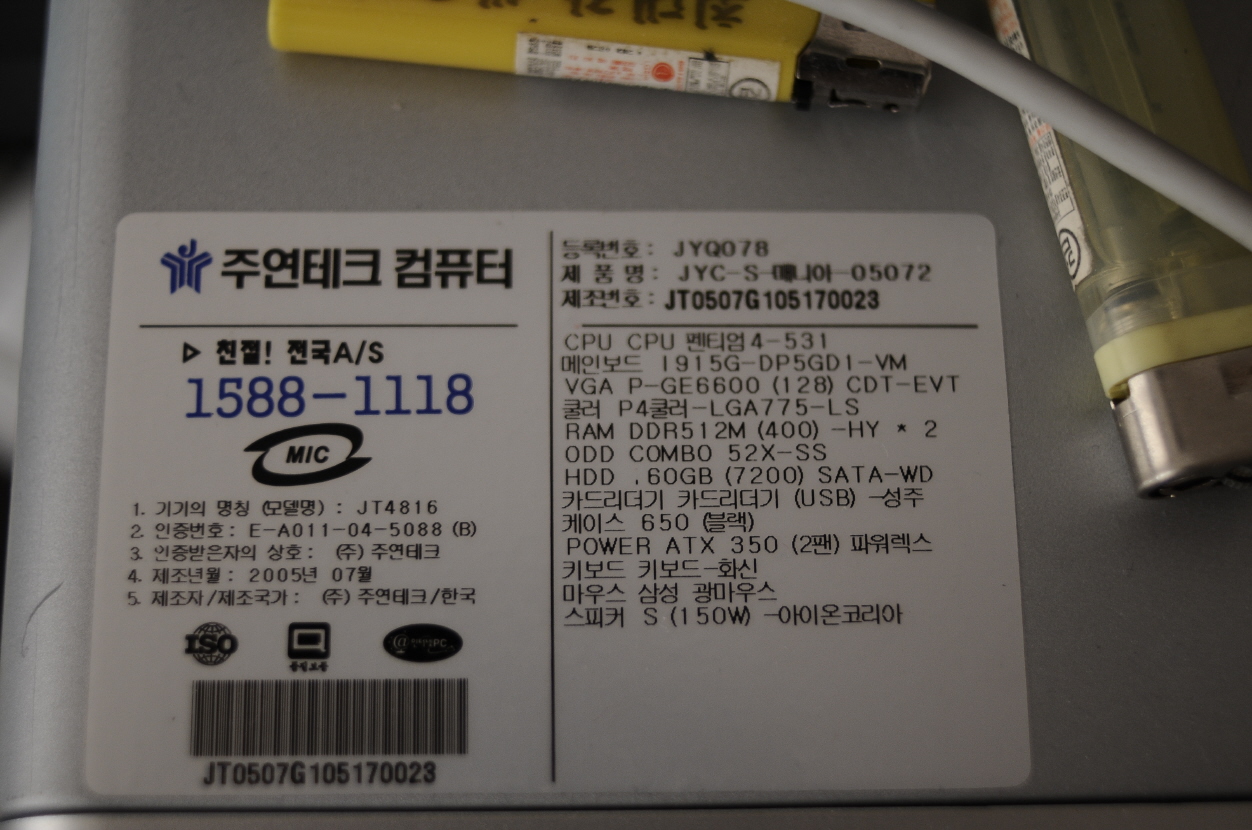 주연테크 컴퓨터
▷ 친절! 전국A/S
1588-1118
MIC
1. 기기의 명칭 (모델명) : JT4816
2. 인증번호 : E-A011-04-5088 (B)
3. 인증받은자의 상호 : (주) 주연테크
4. 제조년월 : 2005년 07월
5. 제조자/제조국가 : (주) 주연테크/한국
ISO
JT0507G105170023
등록번호 : JYQ078
제 품 명 : JYC-S-매니아-05072
제조번호 : JT0507G105170023
CPU CPU 펜티엄4-531
메인보드 I915G-DP5GD1-VM
VGA P-GE6600 (128) CDT-EVT
쿨러 P4쿨러-LGA775-LS
RAM DDR512M (400) -HY * 2
ODD COMBO 52X-SS
HDD .60GB (7200) SATA-WD
카드리더기 카드리더기 (USB) -성주
케이스 650 (블랙)
POWER ATX 350 (2팬) 파워렉스
키보드 키보드-화신
마우스 삼성 광마우스
스피커 S (150W) -아이온코리아